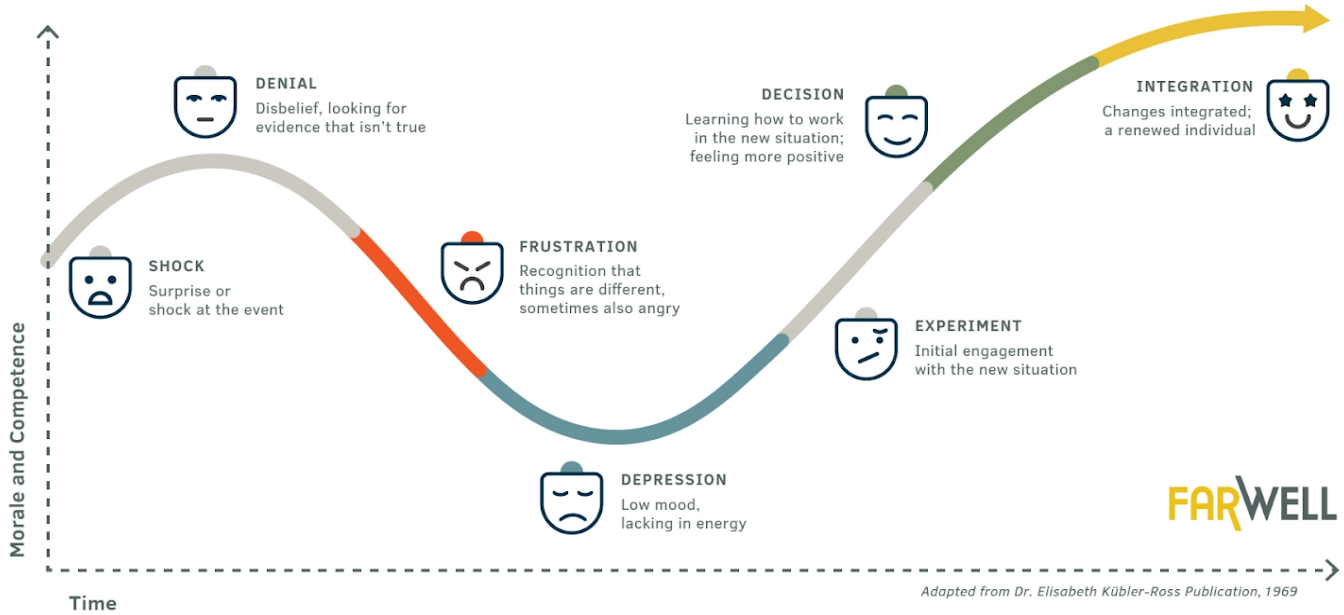 DENIAL
Disbelief, looking for
evidence that isn't true
SHOCK
Surprise or
shock at the event
FRUSTRATION
Recognition that
things are different,
sometimes also angry
DEPRESSION
Low mood,
lacking in energy
EXPERIMENT
Initial engagement
with the new situation
DECISION
Learning how to work
in the new situation;
feeling more positive
INTEGRATION
Changes integrated;
a renewed individual
Morale and Competence
Time
FARWELL
Adapted from Dr. Elisabeth Kübler-Ross Publication, 1969